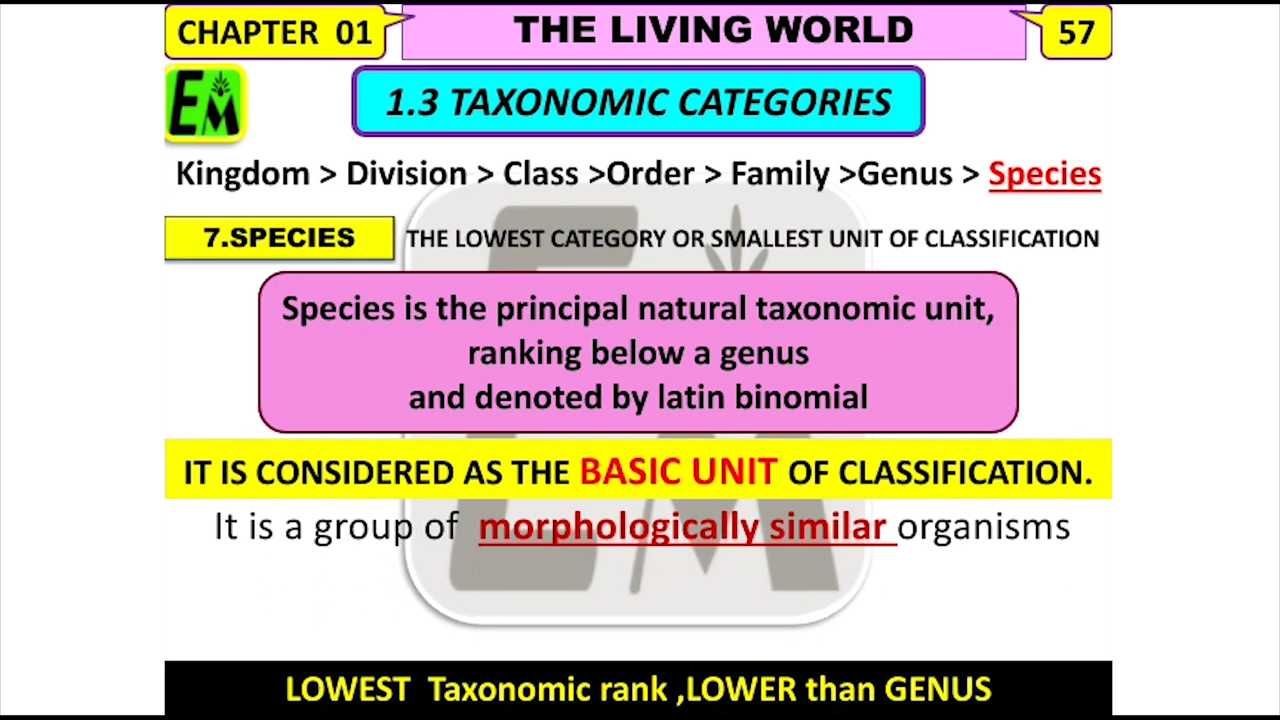 CHAPTER 01
THE LIVING WORLD
57
EM
1.3 TAXONOMIC CATEGORIES
Kingdom > Division > Class >Order > Family >Genus > Species
7.SPECIES
THE LOWEST CATEGORY OR SMALLEST UNIT OF CLASSIFICATION
Species is the principal natural taxonomic unit,
ranking below a genus
and denoted by latin binomial
IT IS CONSIDERED AS THE BASIC UNIT OF CLASSIFICATION.
It is a group of morphologically similar organisms
LOWEST Taxonomic rank ,LOWER than GENUS